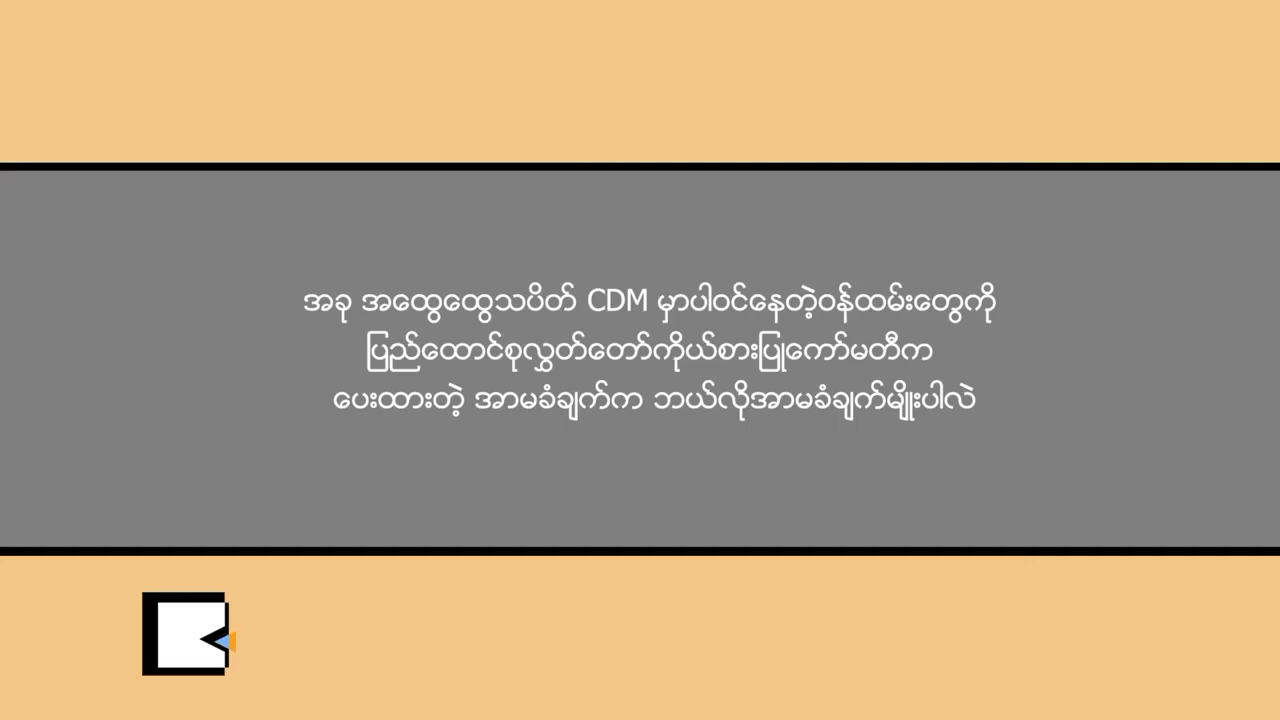 အခု အထွေထွေသပိတ် CDM မှာပါဝင်နေတဲ့ဝန်ထမ်းတွေကို
ပြည်ထောင်စုလွှတ်တော်ကိုယ်စားပြုကော်မတီက
ပေးထားတဲ့ အာမခံချက်က ဘယ်လိုအာမခံချက်မျိုးပါလဲ